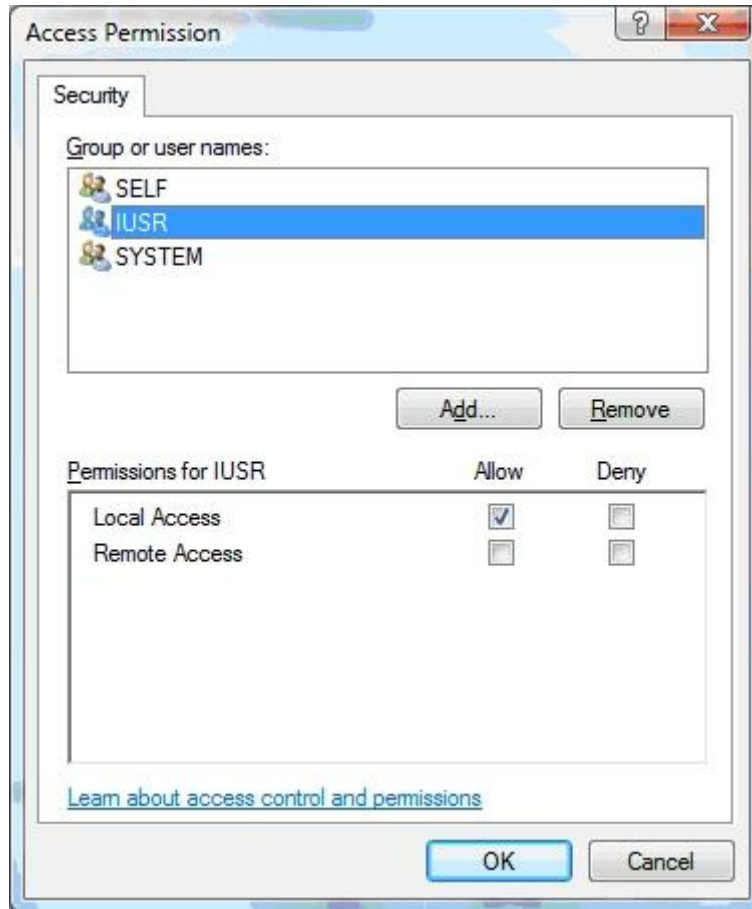 Access Permission
Security
Group or user names:
SELF
IUSR
SYSTEM
Add...
Remove
Permissions for IUSR
Allow
Deny
Local Access
Remote Access
Learn about access control and permissions
OK
Cancel